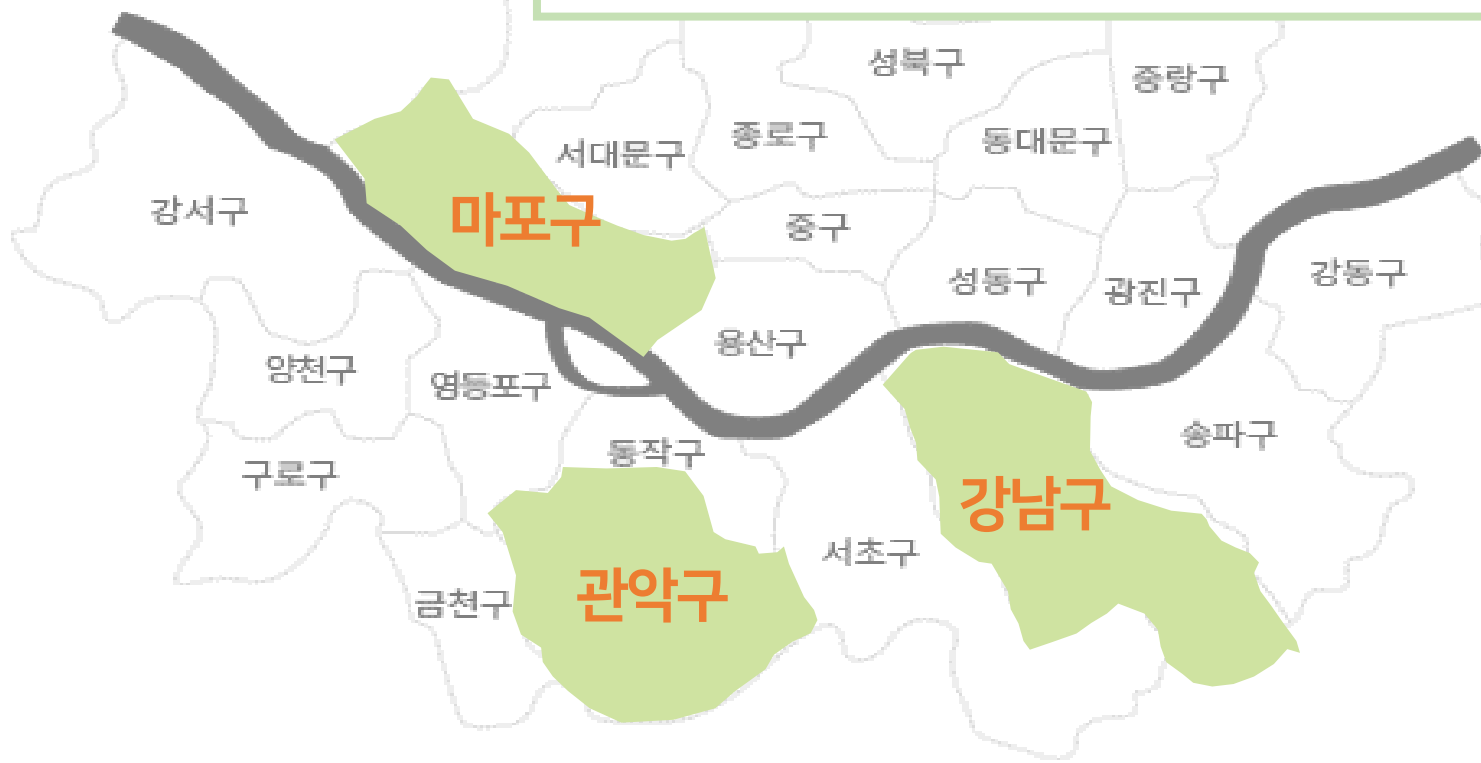 성북구
중랑구
종로구
동대문구
서대문구
강서구
마포구
중구
성동구
광진구
강동구
용산구
양천구
영등포구
송파구
동작구
구로구
강남구
서초구
관악구
금천구